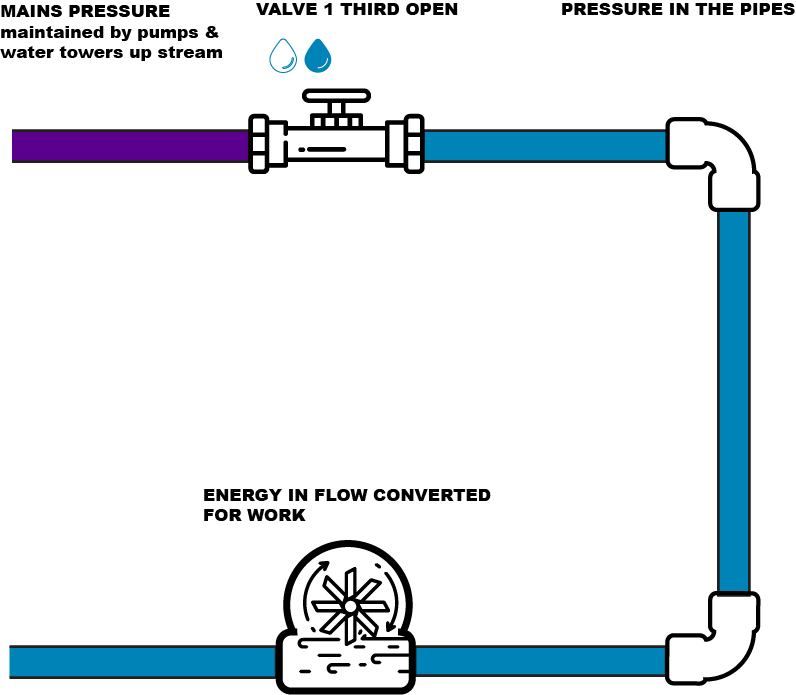 MAINS PRESSURE
maintained by pumps &
water towers up stream
VALVE 1 THIRD OPEN
PRESSURE IN THE PIPES
ENERGY IN FLOW CONVERTED
FOR WORK